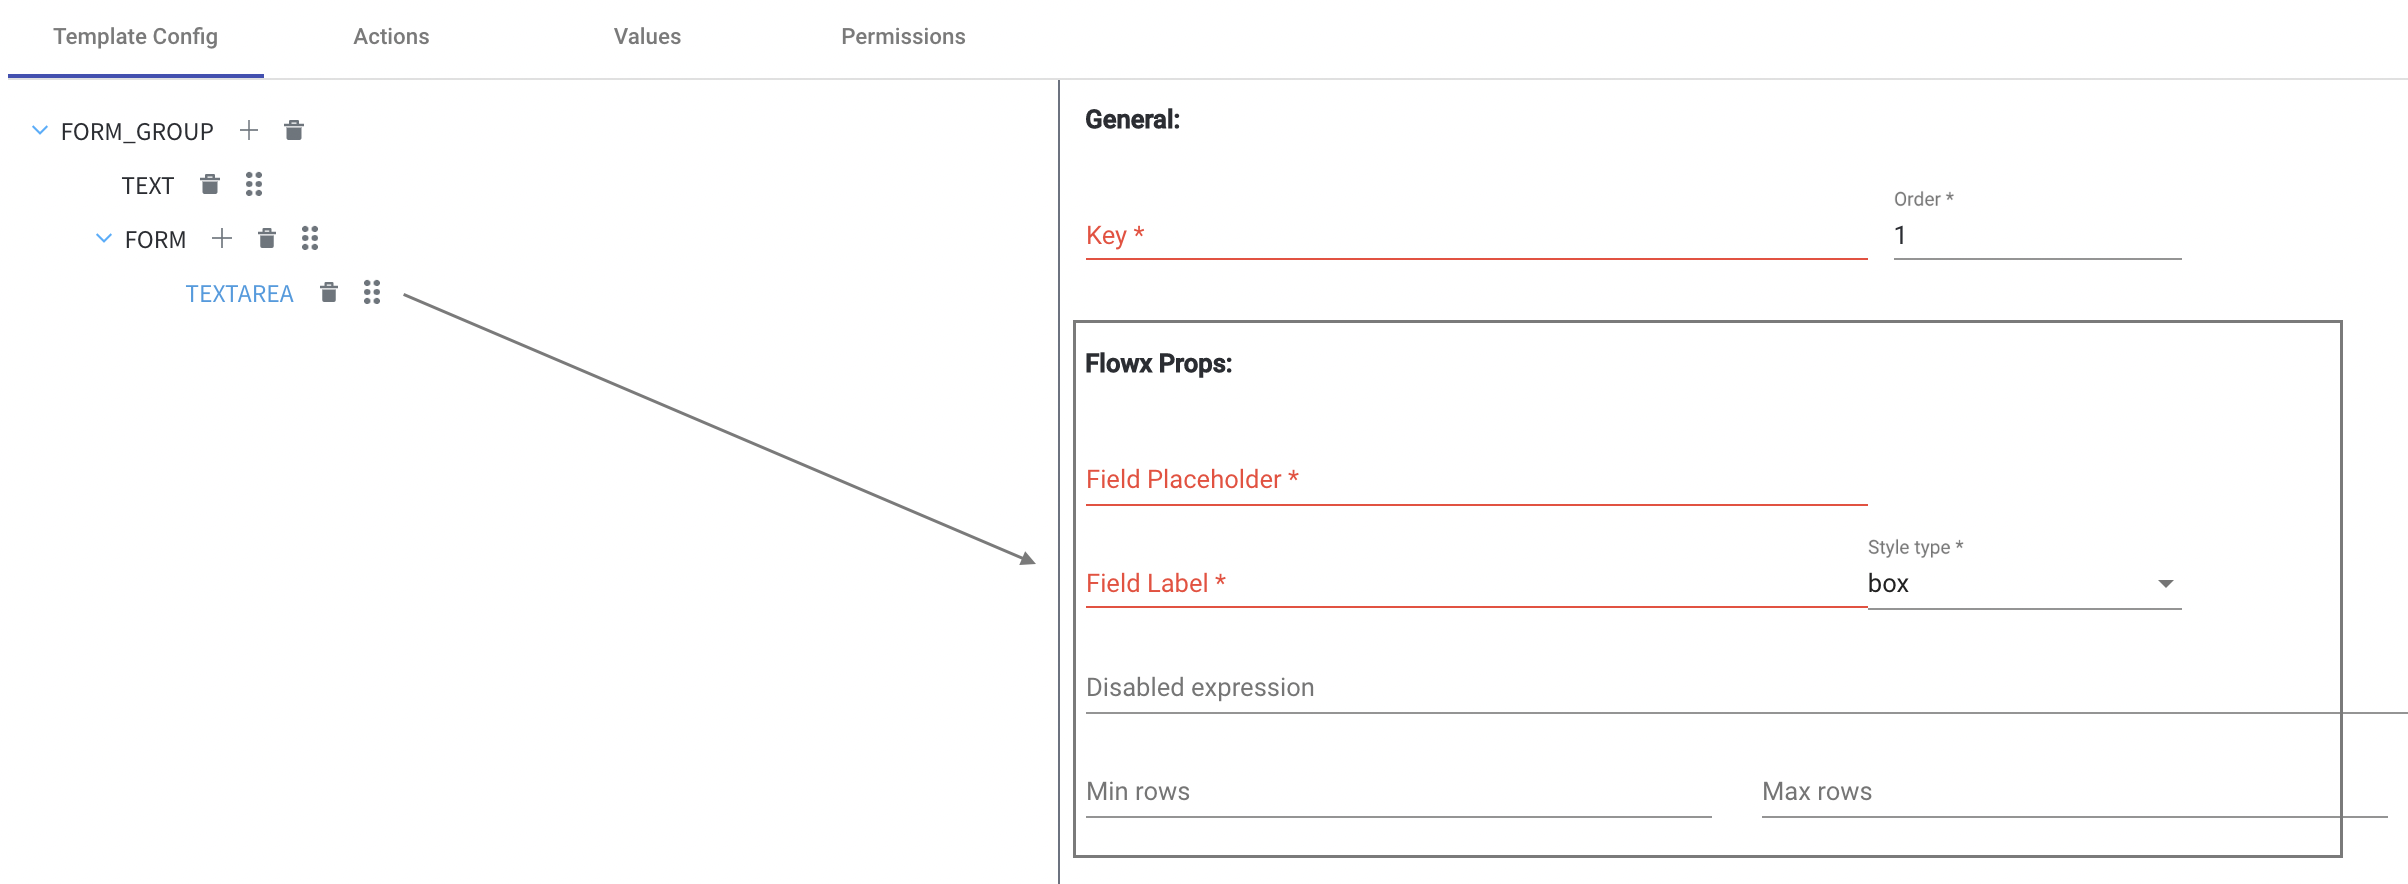 Template Config Actions Values Permissions
FORM_GROUP
TEXT
FORM
TEXTAREA
General:
Key *
Order *
1
Flowx Props:
Field Placeholder *
Field Label *
Style type *
box
Disabled expression
Min rows Max rows